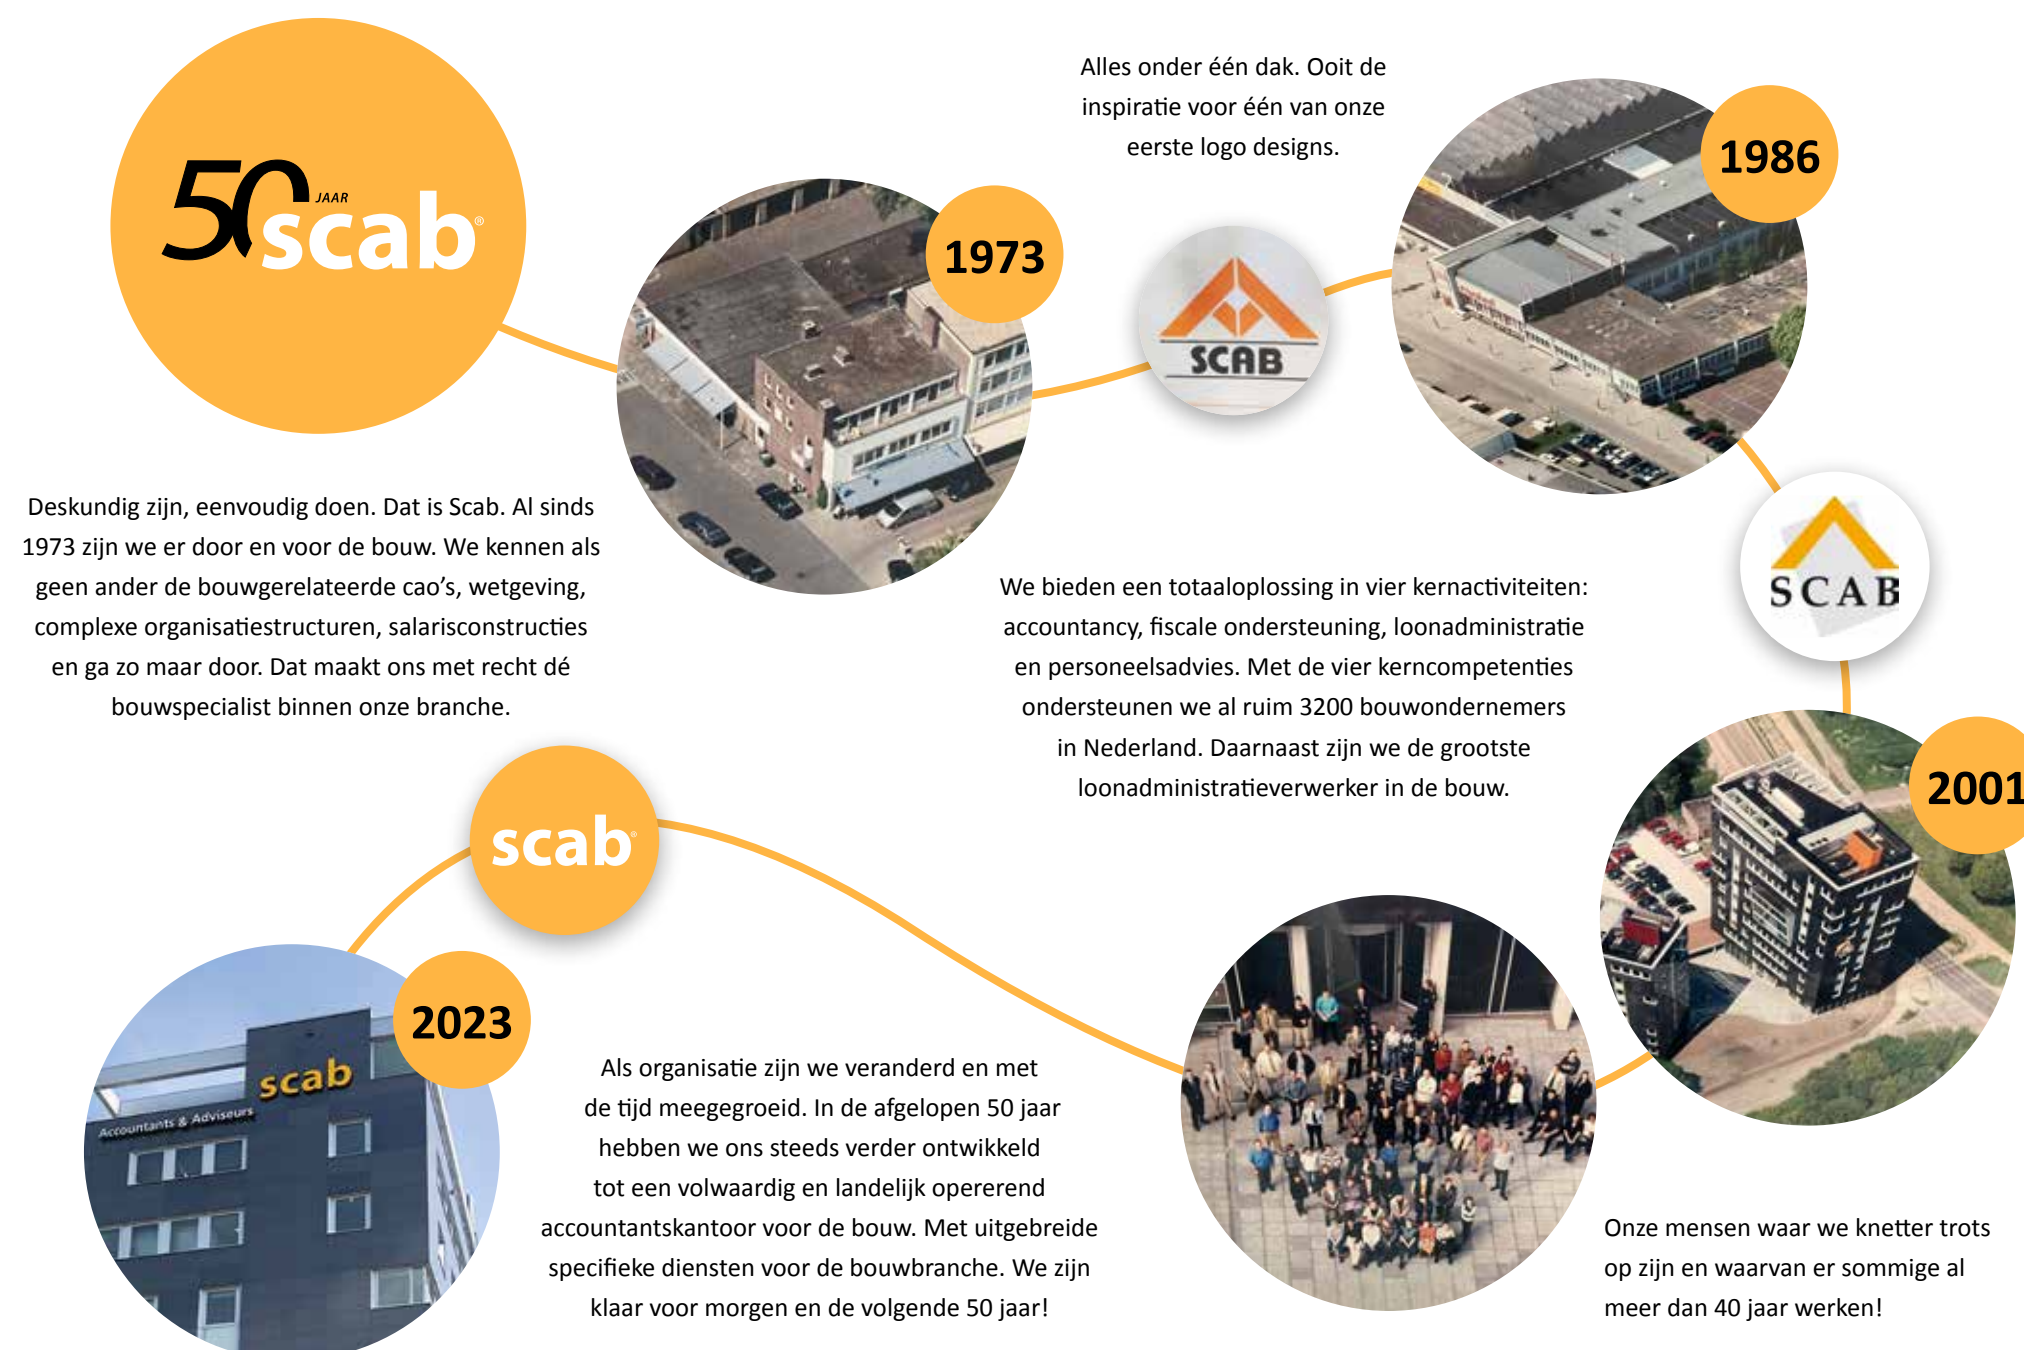 50 JAAR
scab®
Deskundig zijn, eenvoudig doen. Dat is Scab. Al sinds
1973 zijn we er door en voor de bouw. We kennen als
geen ander de bouwgerelateerde cao’s, wetgeving,
complexe organisatiestructuren, salarisconstructies
en ga zo maar door. Dat maakt ons met recht dé
bouwspecialist binnen onze branche.
1973
Alles onder één dak. Ooit de
inspiratie voor één van onze
eerste logo designs.
SCAB
1986
SCAB
We bieden een totaaloplossing in vier kernactiviteiten:
accountancy, fiscale ondersteuning, loonadministratie
en personeelsadvies. Met de vier kerncompetenties
ondersteunen we al ruim 3200 bouwondernemers
in Nederland. Daarnaast zijn we de grootste
loonadministratieverwerker in de bouw.
2001
Onze mensen waar we knetter trots
op zijn en waarvan er sommige al
meer dan 40 jaar werken!
scab®
2023
scab
Accountants & Adviseurs
Als organisatie zijn we veranderd en met
de tijd meegegroeid. In de afgelopen 50 jaar
hebben we ons steeds verder ontwikkeld
tot een volwaardig en landelijk opererend
accountantskantoor voor de bouw. Met uitgebreide
specifieke diensten voor de bouwbranche. We zijn
klaar voor morgen en de volgende 50 jaar!